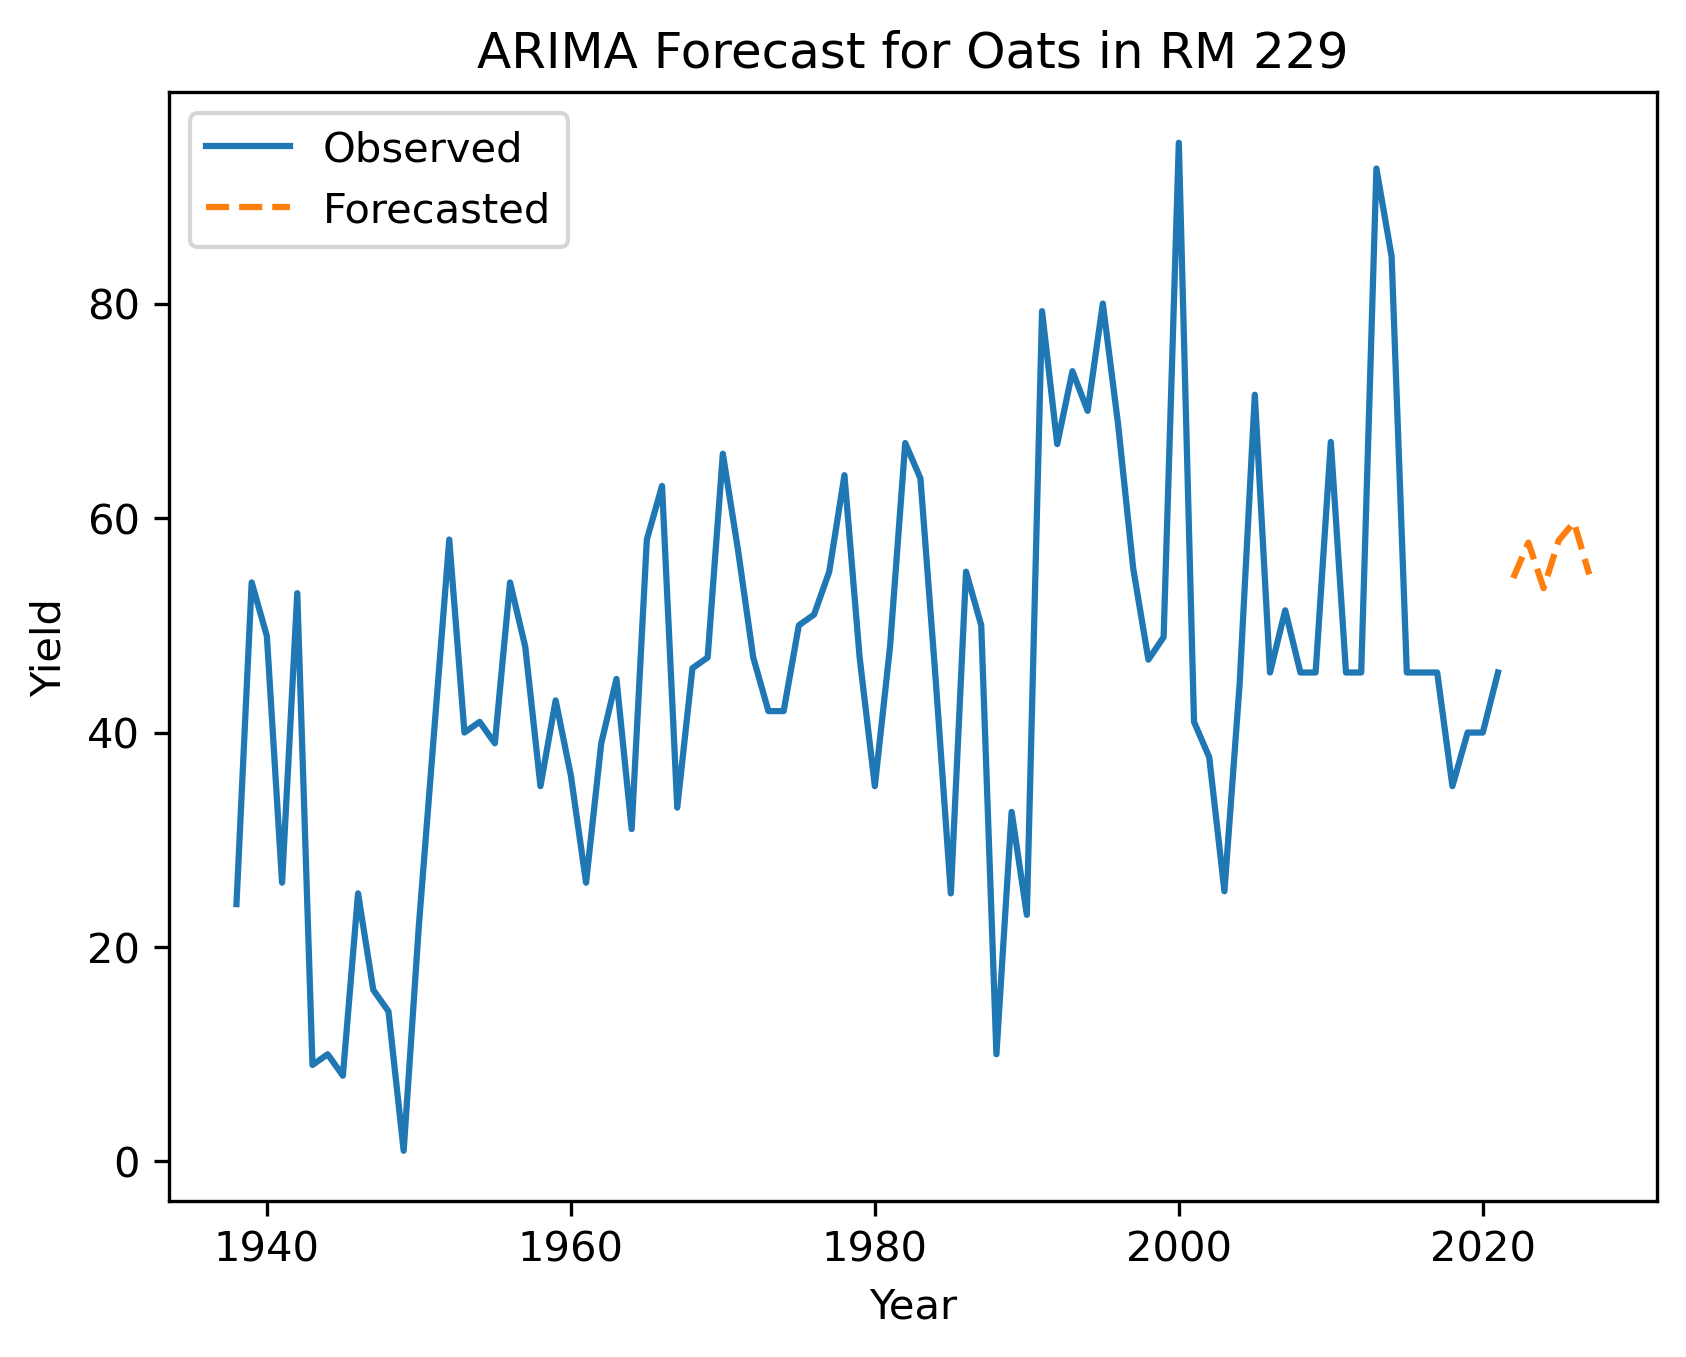 ARIMA Forecast for Oats in RM 229
Observed
Forecasted
80
60
40
20
0
Yield
1940 1960 1980 2000 2020
Year